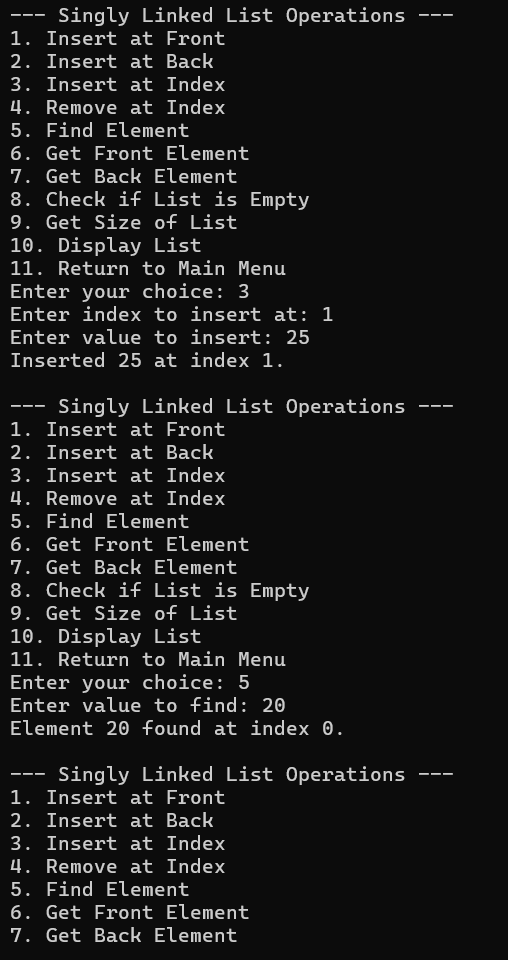 --- Singly Linked List Operations ---
1. Insert at Front
2. Insert at Back
3. Insert at Index
4. Remove at Index
5. Find Element
6. Get Front Element
7. Get Back Element
8. Check if List is Empty
9. Get Size of List
10. Display List
11. Return to Main Menu
Enter your choice: 3
Enter index to insert at: 1
Enter value to insert: 25
Inserted 25 at index 1.

--- Singly Linked List Operations ---
1. Insert at Front
2. Insert at Back
3. Insert at Index
4. Remove at Index
5. Find Element
6. Get Front Element
7. Get Back Element
8. Check if List is Empty
9. Get Size of List
10. Display List
11. Return to Main Menu
Enter your choice: 5
Enter value to find: 20
Element 20 found at index 0.

--- Singly Linked List Operations ---
1. Insert at Front
2. Insert at Back
3. Insert at Index
4. Remove at Index
5. Find Element
6. Get Front Element
7. Get Back Element